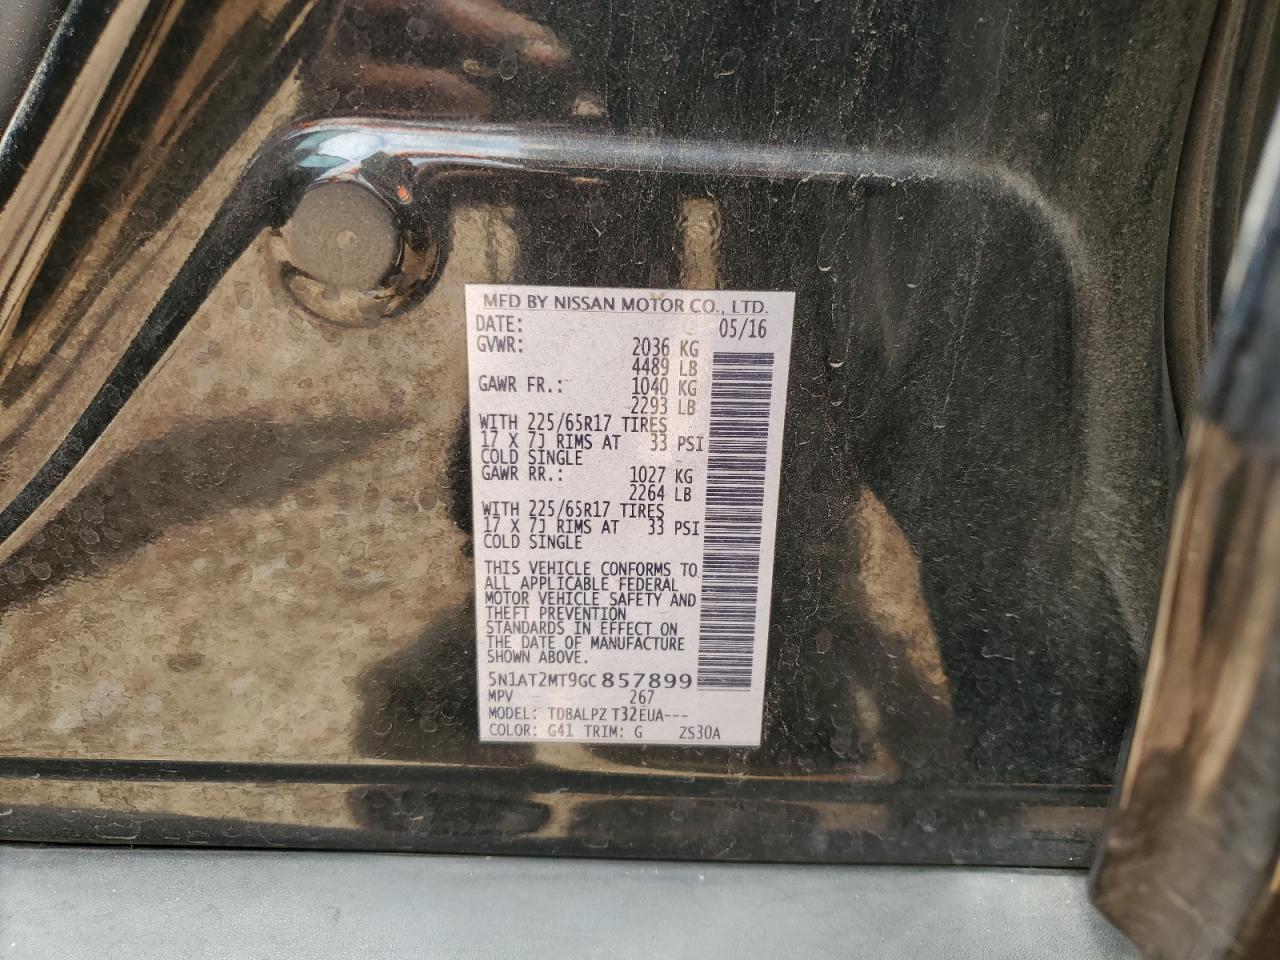 MFD BY NISSAN MOTOR CO., LTD.
DATE: 05/16
GVWR: 2036 KG
4489 LB
GAWR FR.: 1040 KG
2293 LB
WITH 225/65R17 TIRES
17 X 7J RIMS AT 33 PSI
COLD SINGLE
GAWR RR.: 1027 KG
2264 LB
WITH 225/65R17 TIRES
17 X 7J RIMS AT 33 PSI
COLD SINGLE
THIS VEHICLE CONFORMS TO
ALL APPLICABLE FEDERAL
MOTOR VEHICLE SAFETY AND
THEFT PREVENTION
STANDARDS IN EFFECT ON
THE DATE OF MANUFACTURE
SHOWN ABOVE.
5N1AT2MT9GC857899
MPV 267
MODEL: TDBALPZ T32EUA---
COLOR: G41 TRIM: G ZS30A